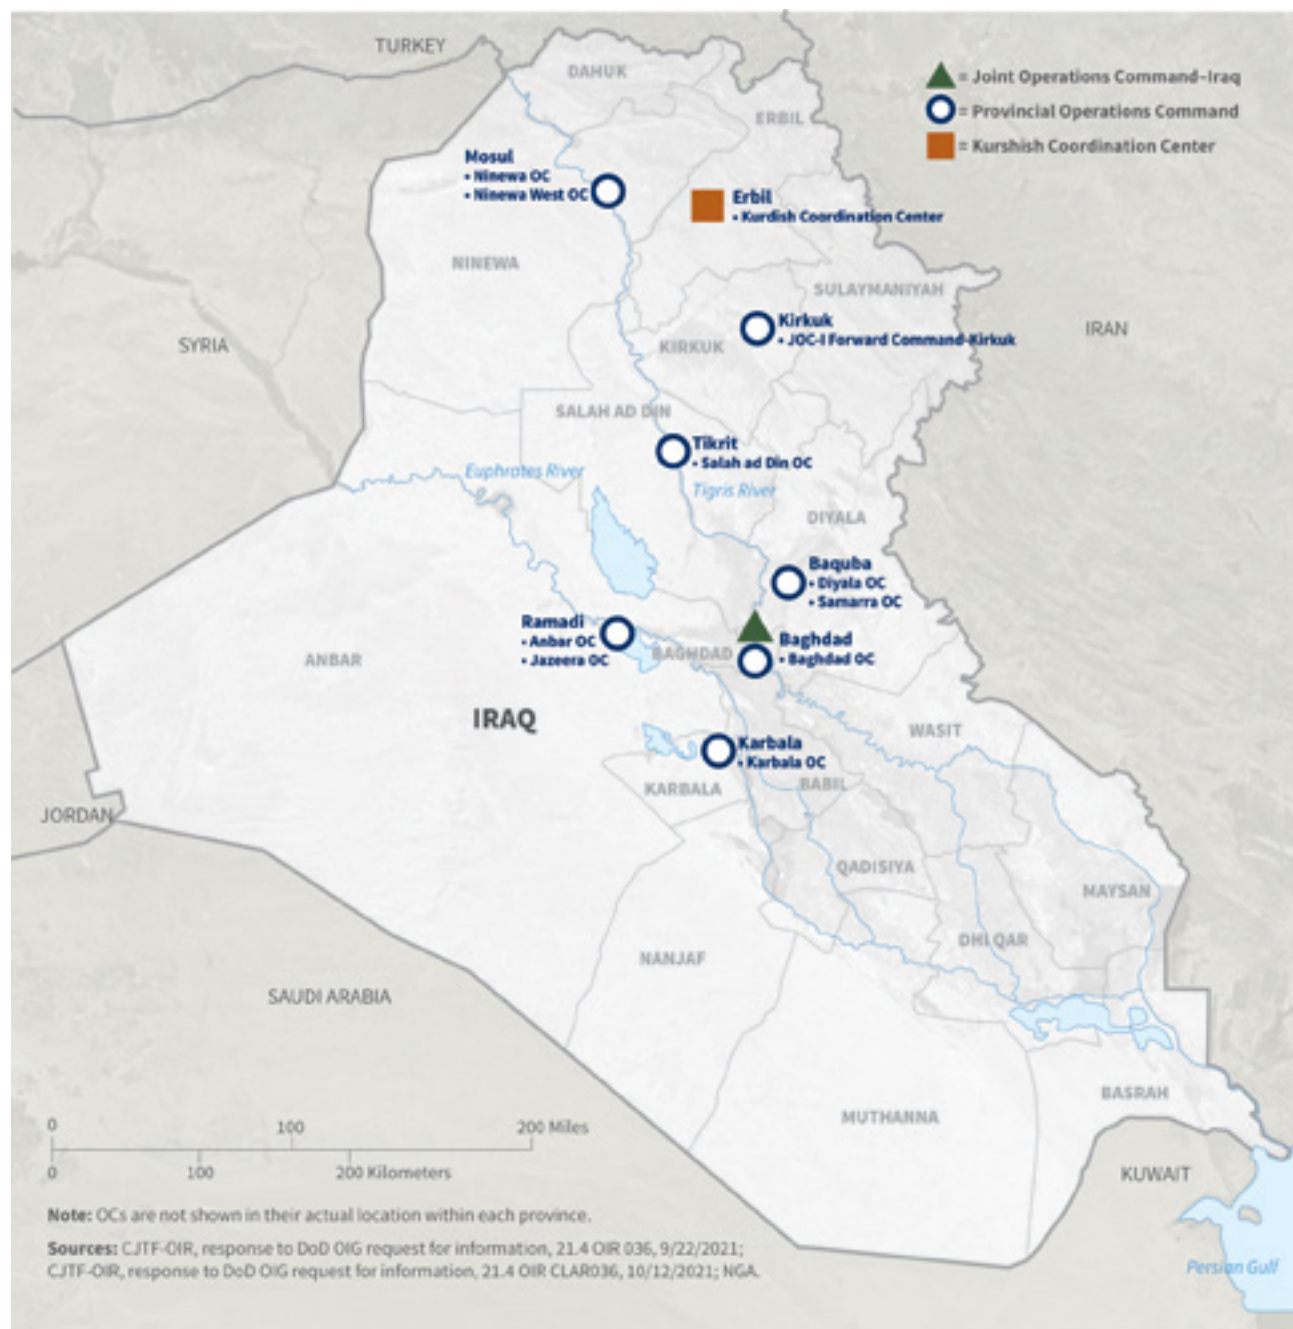 TURKEY
= Joint Operations Command–Iraq
= Provincial Operations Command
= Kurshish Coordination Center
DAHUK
ERBIL
Mosul
• Ninewa OC
• Ninewa West OC
Erbil
• Kurdish Coordination Center
NINEWA
SULAYMANIYAH
SYRIA
IRAN
Kirkuk
• JOC-I Forward Command-Kirkuk
KIRKUK
SALAH AD DIN
Tikrit
• Salah ad Din OC
Euphrates River
Tigris River
DIYALA
Baquba
• Diyala OC
• Samarra OC
Ramadi
• Anbar OC
• Jazeera OC
BAGHDAD
Baghdad
• Baghdad OC
ANBAR
IRAQ
WASIT
Karbala
• Karbala OC
KARBALA
BABIL
JORDAN
QADISIYA
MAYSAN
DHI QAR
NANJAF
SAUDI ARABIA
BASRAH
MUTHANNA
KUWAIT
Persian Gulf
0 100 200 Miles
0 100 200 Kilometers
Note: OCs are not shown in their actual location within each province.
Sources: CJTF-OIR, response to DoD OIG request for information, 21.4 OIR 036, 9/22/2021;
CJTF-OIR, response to DoD OIG request for information, 21.4 OIR CLAR036, 10/12/2021; NGA.